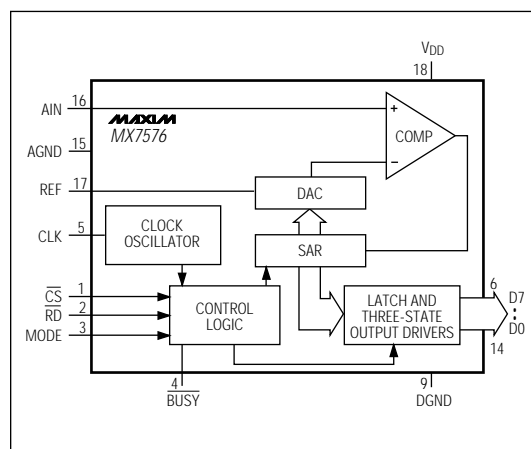 VDD
18
AIN 16
MAXIM
MX7576
+
COMP
AGND 15
−
REF 17
DAC
CLK 5
CLOCK
OSCILLATOR
SAR
CS 1
RD 2
MODE 3
CONTROL
LOGIC
LATCH AND
THREE-STATE
OUTPUT DRIVERS
6 D7
:
D0
14
4
BUSY
9
DGND